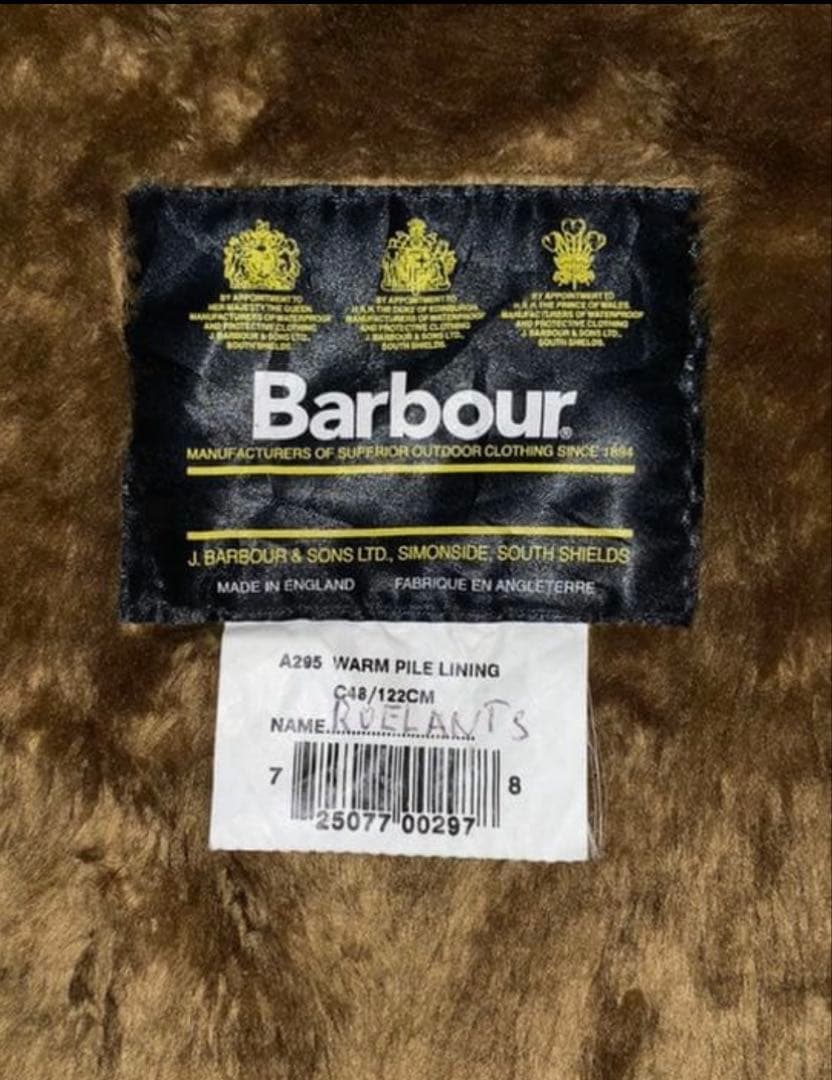 BY APPOINTMENT TO
HER MAJESTY THE QUEEN
MANUFACTURERS OF WATERPROOF
AND PROTECTIVE CLOTHING
J. BARBOUR & SONS LTD.
SOUTH SHIELDS.
BY APPOINTMENT TO
H.R.H. THE DUKE OF EDINBURGH
MANUFACTURERS OF WATERPROOF
AND PROTECTIVE CLOTHING
J. BARBOUR & SONS LTD.
SOUTH SHIELDS.
BY APPOINTMENT TO
H.R.H. THE PRINCE OF WALES
MANUFACTURERS OF WATERPROOF
AND PROTECTIVE CLOTHING
J. BARBOUR & SONS LTD.
SOUTH SHIELDS.
Barbour®
MANUFACTURERS OF SUPERIOR OUTDOOR CLOTHING SINCE 1894
J. BARBOUR & SONS LTD., SIMONSIDE, SOUTH SHIELDS
MADE IN ENGLAND FABRIQUE EN ANGLETERRE
A295 WARM PILE LINING
C48/122CM
NAME ROELANTS
7 25077 00297 8